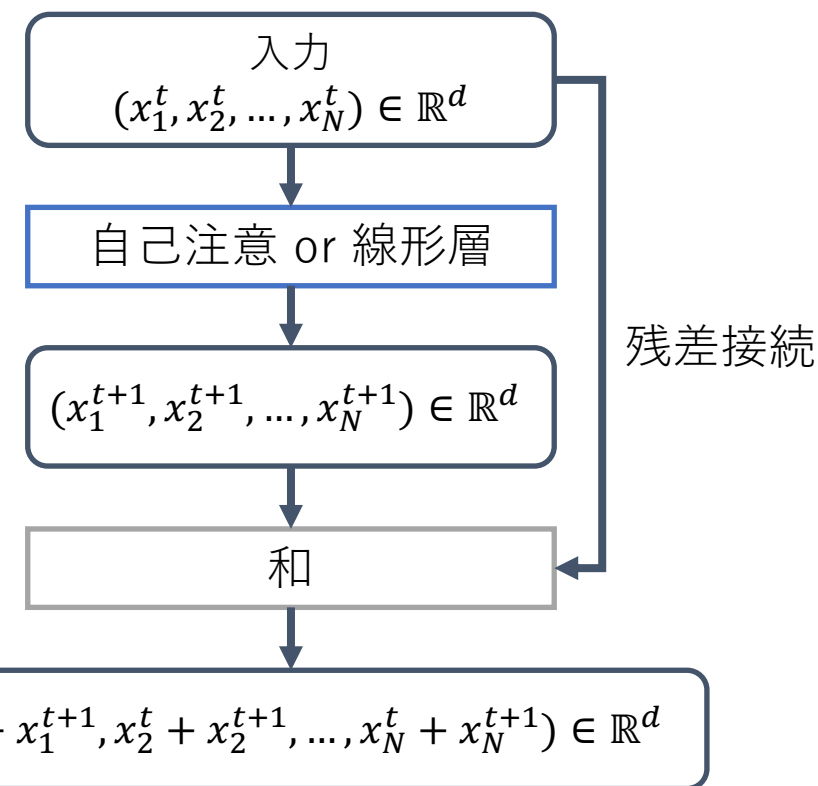 入力
(x_1^t, x_2^t, …, x_N^t) ∈ ℝ^d
自己注意 or 線形層
残差接続
(x_1^{t+1}, x_2^{t+1}, …, x_N^{t+1}) ∈ ℝ^d
和
x_1^{t+1}, x_2^t + x_2^{t+1}, …, x_N^t + x_N^{t+1}) ∈ ℝ^d